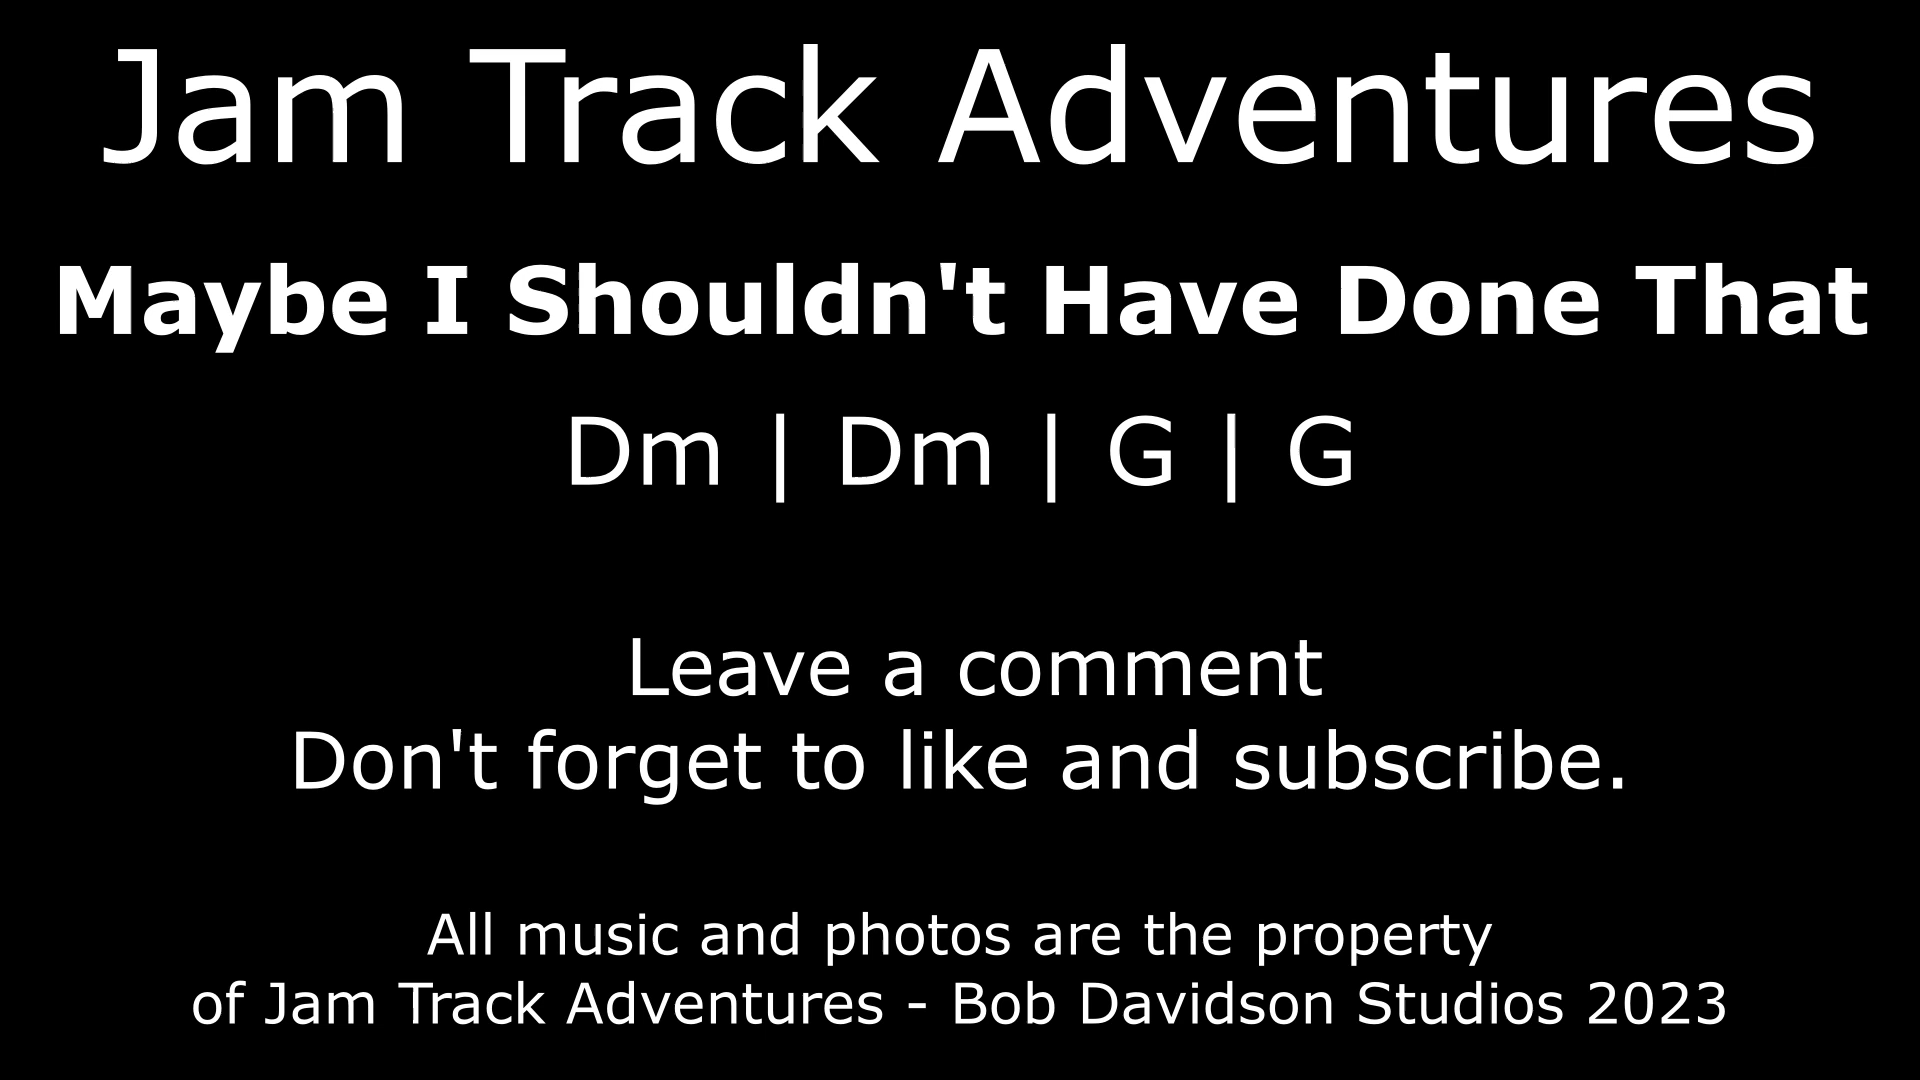 Jam Track Adventures
Maybe I Shouldn't Have Done That
Dm | Dm | G | G
Leave a comment
Don't forget to like and subscribe.
All music and photos are the property
of Jam Track Adventures - Bob Davidson Studios 2023